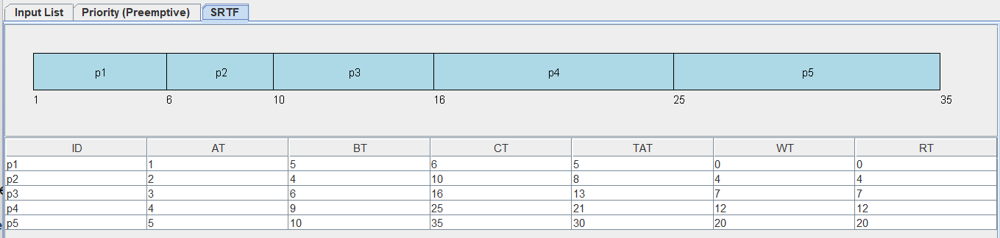 Input List Priority (Preemptive) SRTF
p1 p2 p3 p4 p5
1 6 10 16 25 35
ID AT BT CT TAT WT RT
p1 1 5 6 5 0 0
p2 2 4 10 8 4 4
p3 3 6 16 13 7 7
p4 4 9 25 21 12 12
p5 5 10 35 30 20 20